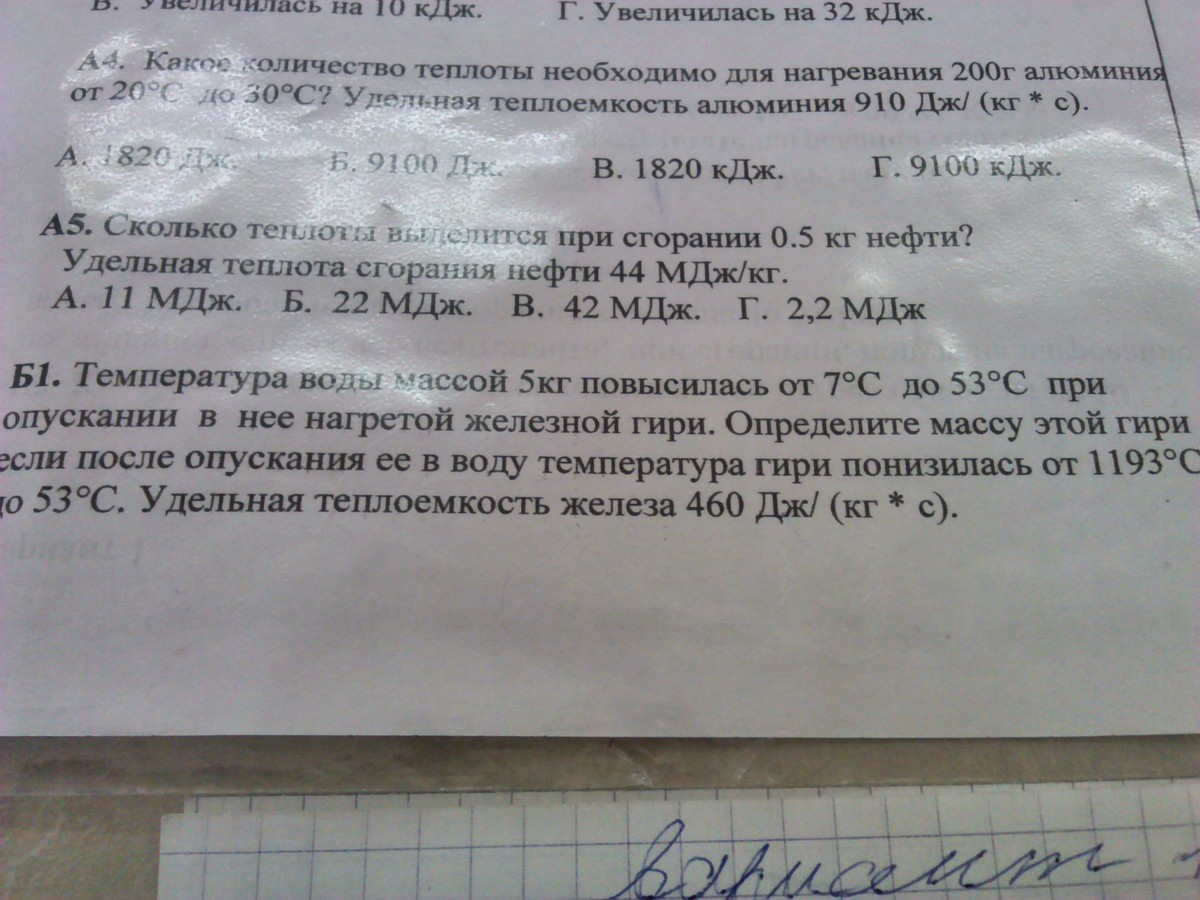 В. Увеличилась на 10 кДж. Г. Увеличилась на 32 кДж.
А4. Какое количество теплоты необходимо для нагревания 200г алюминия
от 20°С до 30°С? Удельная теплоемкость алюминия 910 Дж/ (кг * с).
А. 1820 Дж. Б. 9100 Дж. В. 1820 кДж. Г. 9100 кДж.
А5. Сколько теплоты выделится при сгорании 0.5 кг нефти?
Удельная теплота сгорания нефти 44 МДж/кг.
А. 11 МДж. Б. 22 МДж. В. 42 МДж. Г. 2,2 МДж
Б1. Температура воды массой 5кг повысилась от 7°С до 53°С при
опускании в нее нагретой железной гири. Определите массу этой гири
если после опускания ее в воду температура гири понизилась от 1193°С
до 53°С. Удельная теплоемкость железа 460 Дж/ (кг * с).
вариант